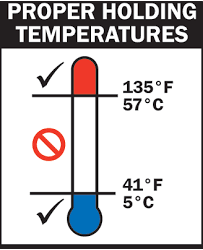 PROPER HOLDING
TEMPERATURES
135°F
57°C
41°F
5°C